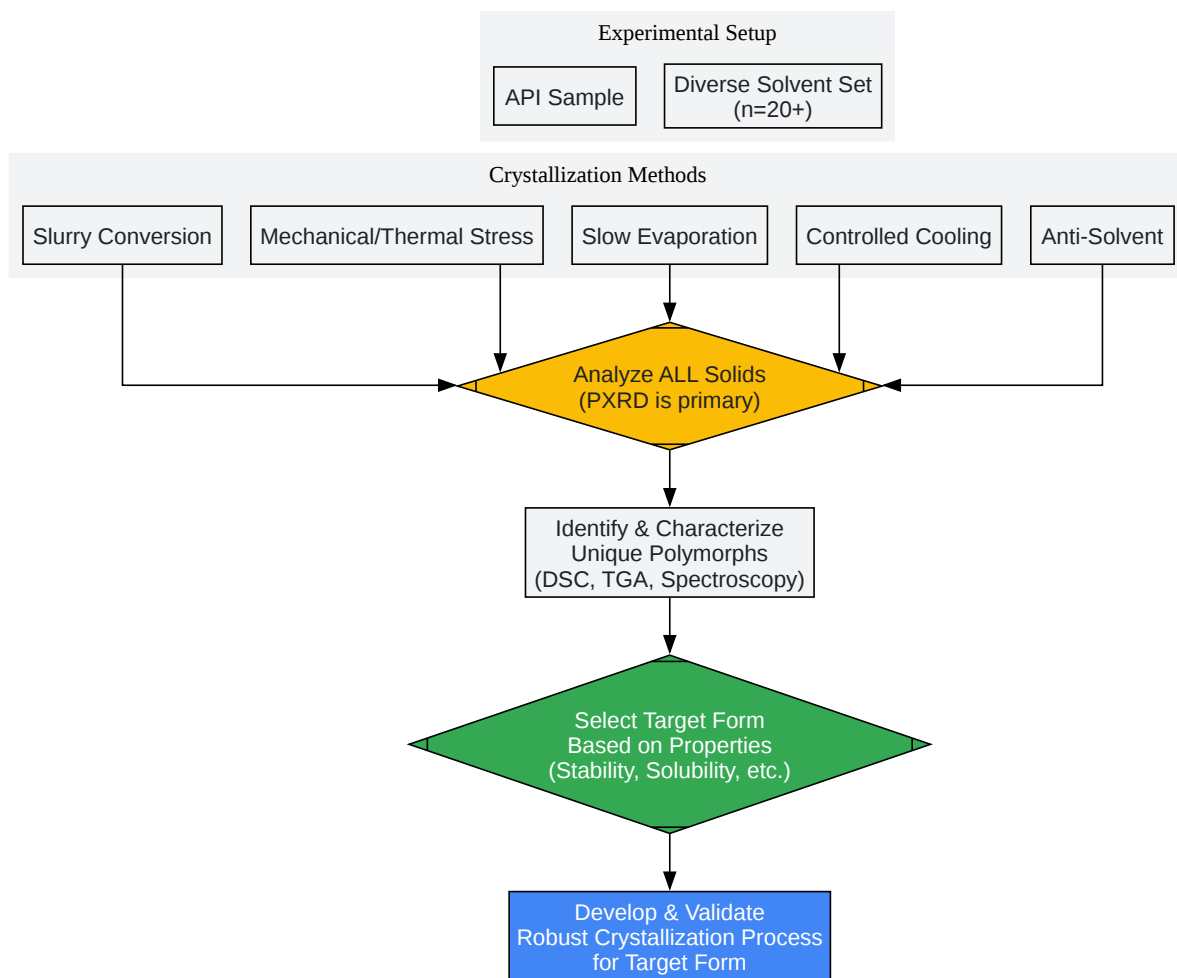 Experimental Setup
API Sample
Diverse Solvent Set
(n=20+)
Crystallization Methods
Slurry Conversion
Mechanical/Thermal Stress
Slow Evaporation
Controlled Cooling
Anti-Solvent
Analyze ALL Solids
(PXRD is primary)
Identify & Characterize
Unique Polymorphs
(DSC, TGA, Spectroscopy)
Select Target Form
Based on Properties
(Stability, Solubility, etc.)
Develop & Validate
Robust Crystallization Process
for Target Form